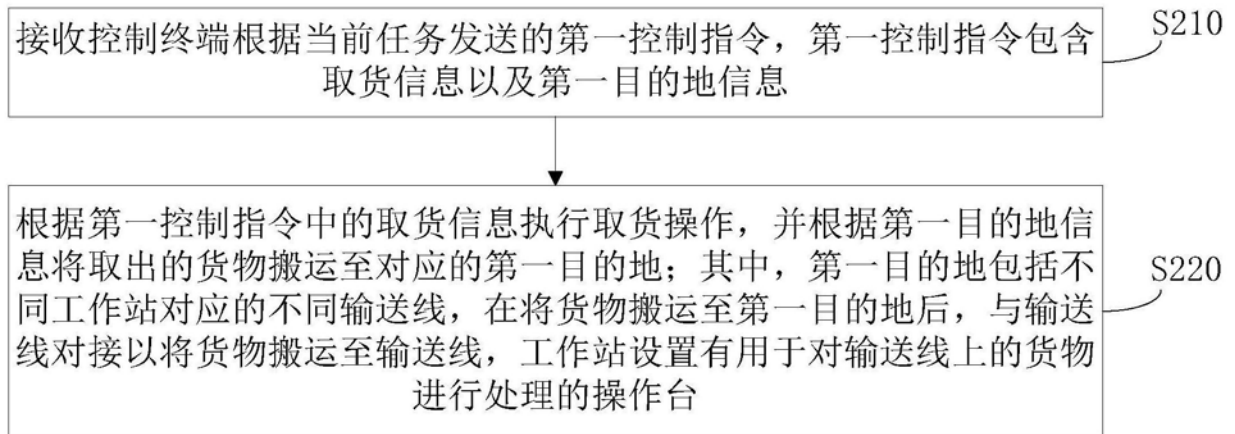 接收控制终端根据当前任务发送的第一控制指令，第一控制指令包含
取货信息以及第一目的地信息
S210
根据第一控制指令中的取货信息执行取货操作，并根据第一目的地信
息将取出的货物搬运至对应的第一目的地；其中，第一目的地包括不
同工作站对应的不同输送线，在将货物搬运至第一目的地后，与输送
线对接以将货物搬运至输送线，工作站设置有用于对输送线上的货物
进行处理的操作台
S220